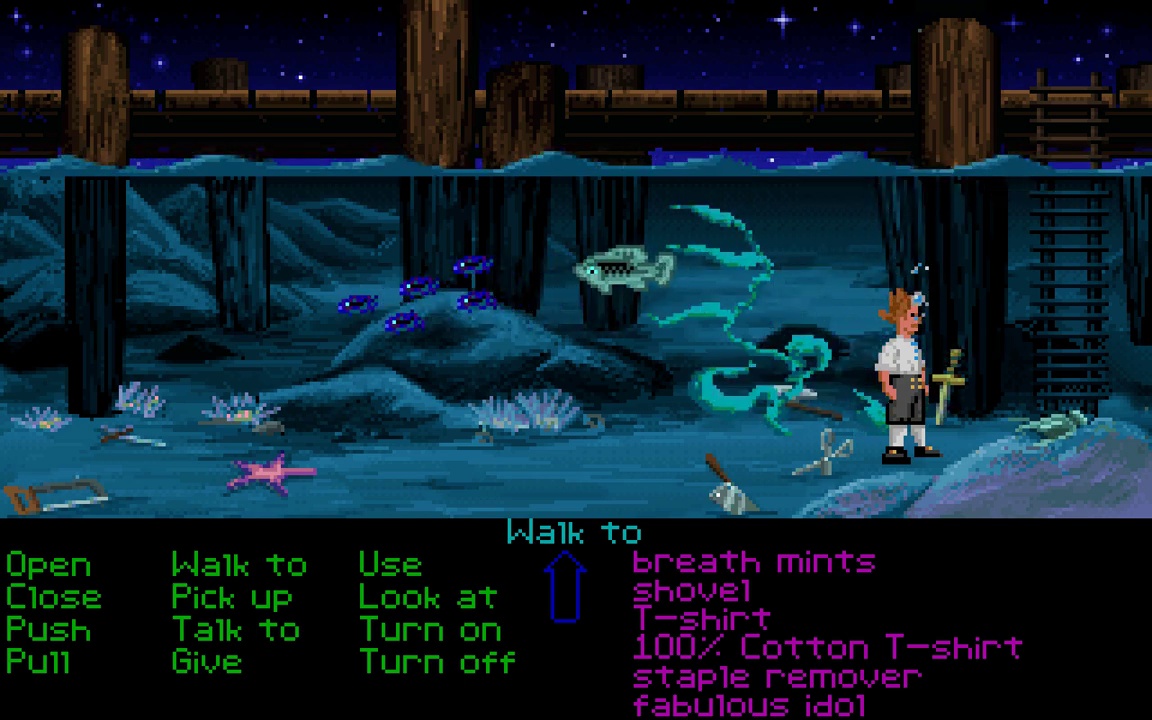 Walk to
Open Walk to Use
Close Pick up Look at
Push Talk to Turn on
Pull Give Turn off
breath mints
shovel
T-shirt
100% Cotton T-shirt
staple remover
fabulous idol